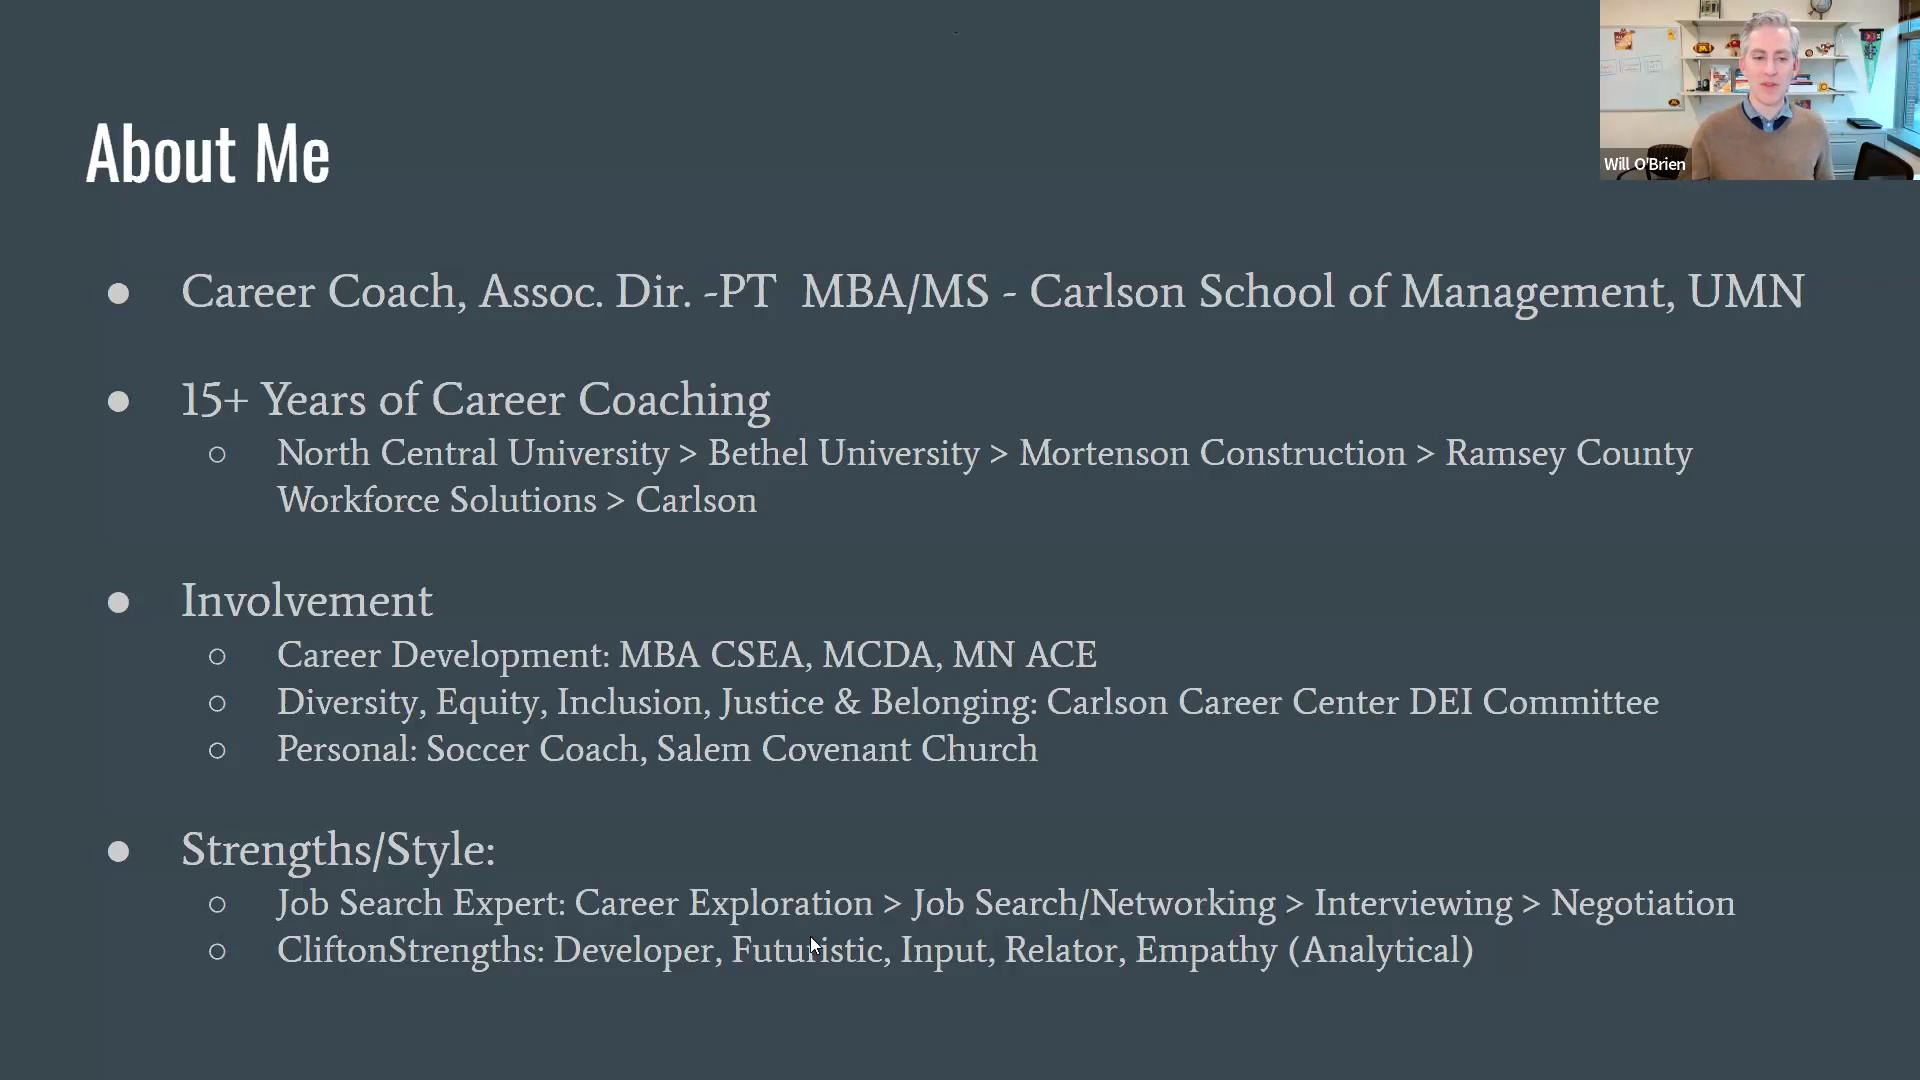 About Me
Will O'Brien
● Career Coach, Assoc. Dir. -PT  MBA/MS - Carlson School of Management, UMN
● 15+ Years of Career Coaching
○ North Central University > Bethel University > Mortenson Construction > Ramsey County
Workforce Solutions > Carlson
● Involvement
○ Career Development: MBA CSEA, MCDA, MN ACE
○ Diversity, Equity, Inclusion, Justice & Belonging: Carlson Career Center DEI Committee
○ Personal: Soccer Coach, Salem Covenant Church
● Strengths/Style:
○ Job Search Expert: Career Exploration > Job Search/Networking > Interviewing > Negotiation
○ CliftonStrengths: Developer, Futuristic, Input, Relator, Empathy (Analytical)